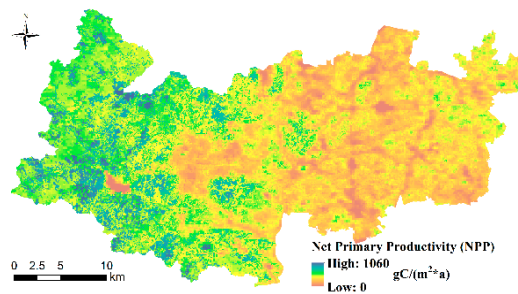 N
Net Primary Productivity (NPP)
High: 1060
gC/(m²*a)
Low: 0
0 2.5 5 10
km